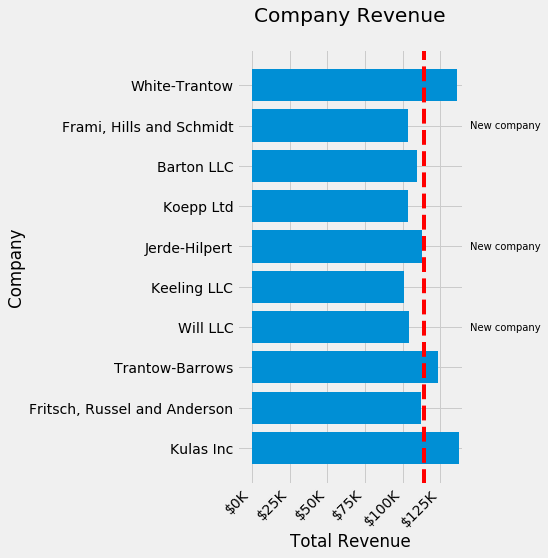 Company Revenue
White-Trantow
Frami, Hills and Schmidt
New company
Barton LLC
Koepp Ltd
Jerde-Hilpert
New company
Keeling LLC
Will LLC
New company
Trantow-Barrows
Fritsch, Russel and Anderson
Kulas Inc
Company
$0K
$25K
$50K
$75K
$100K
$125K
Total Revenue